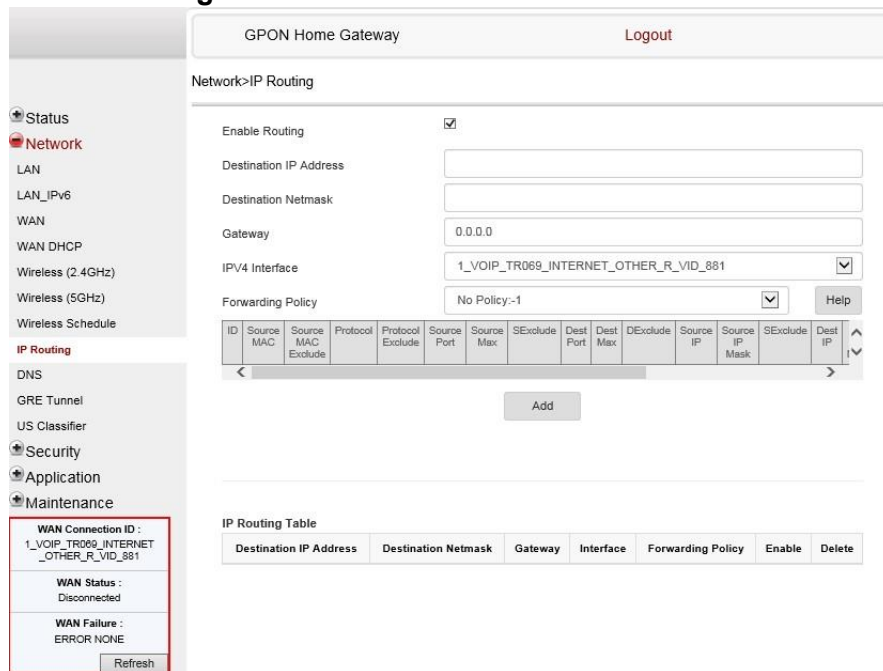 GPON Home Gateway Logout
Network>IP Routing
Status
Network
LAN
LAN_IPv6
WAN
WAN DHCP
Wireless (2.4GHz)
Wireless (5GHz)
Wireless Schedule
IP Routing
DNS
GRE Tunnel
US Classifier
Security
Application
Maintenance
WAN Connection ID :
1_VOIP_TR069_INTERNET
_OTHER_R_VID_881
WAN Status :
Disconnected
WAN Failure :
ERROR NONE
Refresh
Enable Routing
Destination IP Address
Destination Netmask
Gateway 0.0.0.0
IPV4 Interface 1_VOIP_TR069_INTERNET_OTHER_R_VID_881
Forwarding Policy No Policy:-1 Help
ID Source MAC Source MAC Exclude Protocol Protocol Exclude Source Port Source Max SExclude Dest Port Dest Max DExclude Source IP Source IP Mask SExclude Dest IP
Add
IP Routing Table
Destination IP Address Destination Netmask Gateway Interface Forwarding Policy Enable Delete